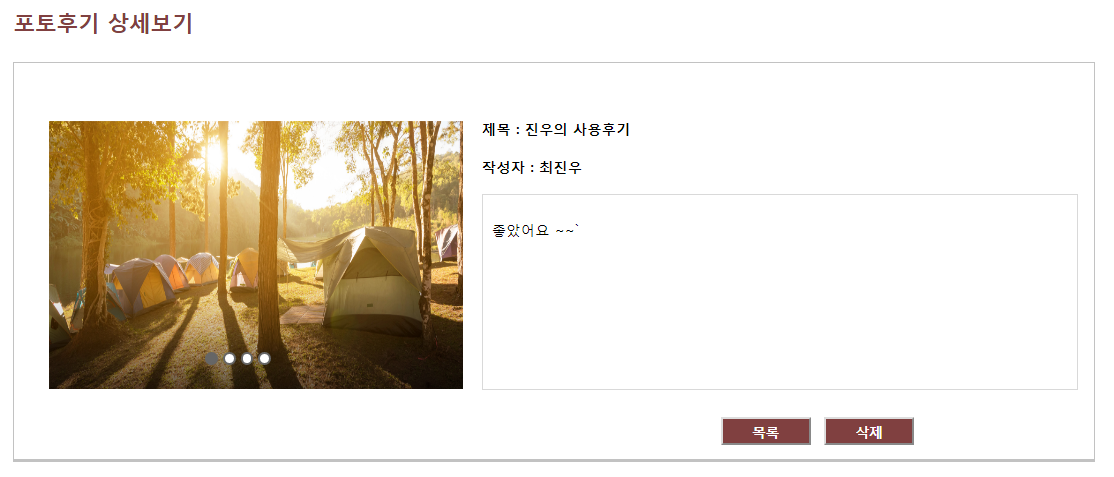 포토후기 상세보기
제목 : 진우의 사용후기
작성자 : 최진우
좋았어요 ~~`
목록
삭제